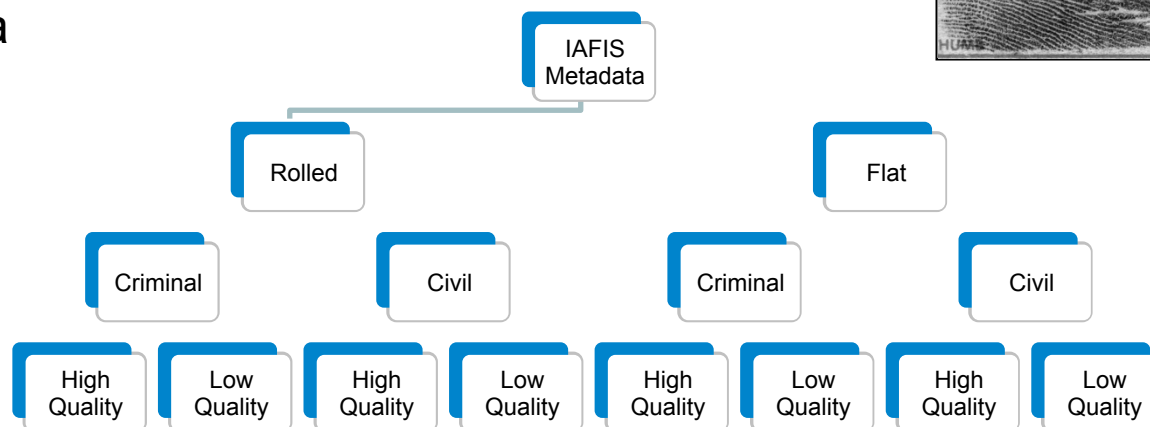 a
IAFIS
Metadata
Rolled
Flat
Criminal
Civil
Criminal
Civil
High
Quality
Low
Quality
High
Quality
Low
Quality
High
Quality
Low
Quality
High
Quality
Low
Quality